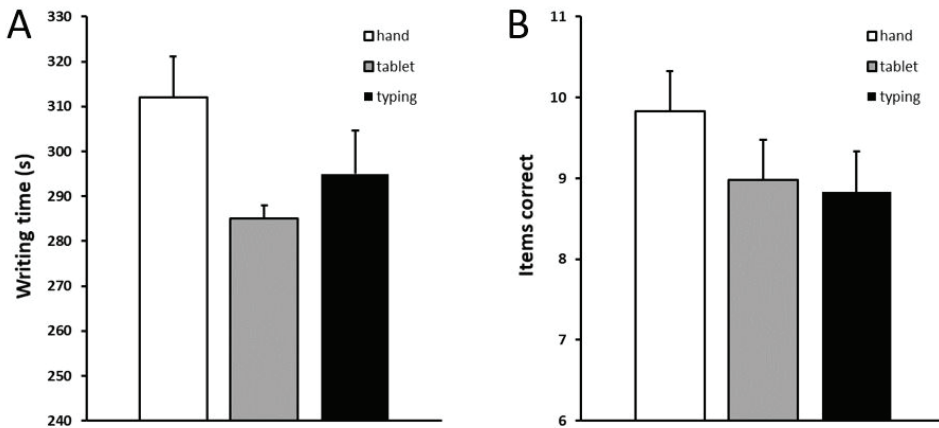 A
Writing time (s)
330
320
310
300
290
280
270
260
250
240
hand
tablet
typing
B
Items correct
11
10
9
8
7
6
hand
tablet
typing